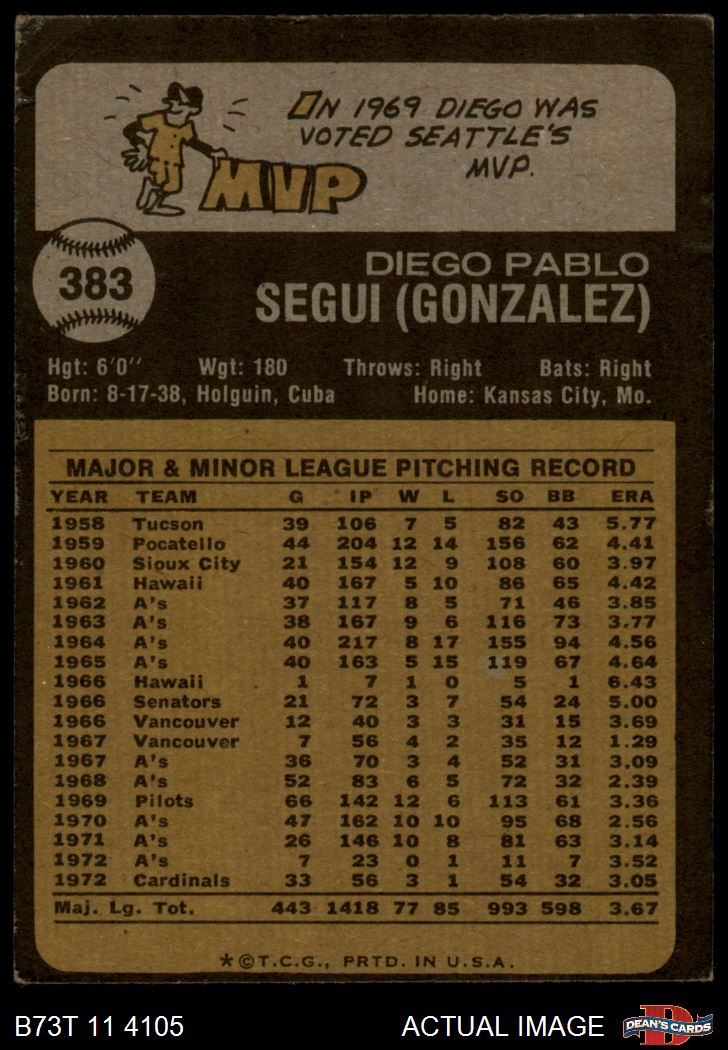 IN 1969 DIEGO WAS
VOTED SEATTLE'S
MVP.
MVP
383
DIEGO PABLO
SEGUI (GONZALEZ)
Hgt: 6'0" Wgt: 180 Throws: Right Bats: Right
Born: 8-17-38, Holguin, Cuba Home: Kansas City, Mo.
MAJOR & MINOR LEAGUE PITCHING RECORD
YEAR TEAM G IP W L SO BB ERA
1958 Tucson 39 106 7 5 82 43 5.77
1959 Pocatello 44 204 12 14 156 62 4.41
1960 Sioux City 21 154 12 9 108 60 3.97
1961 Hawaii 40 167 5 10 86 65 4.42
1962 A's 37 117 8 5 71 46 3.85
1963 A's 38 167 9 6 116 73 3.77
1964 A's 40 217 8 17 155 94 4.56
1965 A's 40 163 5 15 119 67 4.64
1966 Hawaii 1 7 1 0 5 1 6.43
1966 Senators 21 72 3 7 54 24 5.00
1966 Vancouver 12 40 3 3 31 15 3.69
1967 Vancouver 7 56 4 2 35 12 1.29
1967 A's 36 70 3 4 52 31 3.09
1968 A's 52 83 6 5 72 32 2.39
1969 Pilots 66 142 12 6 113 61 3.36
1970 A's 47 162 10 10 95 68 2.56
1971 A's 26 146 10 8 81 63 3.14
1972 A's 7 23 0 1 11 7 3.52
1972 Cardinals 33 56 3 1 54 32 3.05
Maj. Lg. Tot. 443 1418 77 85 993 598 3.67
*©T.C.G., PRTD. IN U.S.A.
B73T 11 4105 ACTUAL IMAGE
D
DEAN'S CARDS